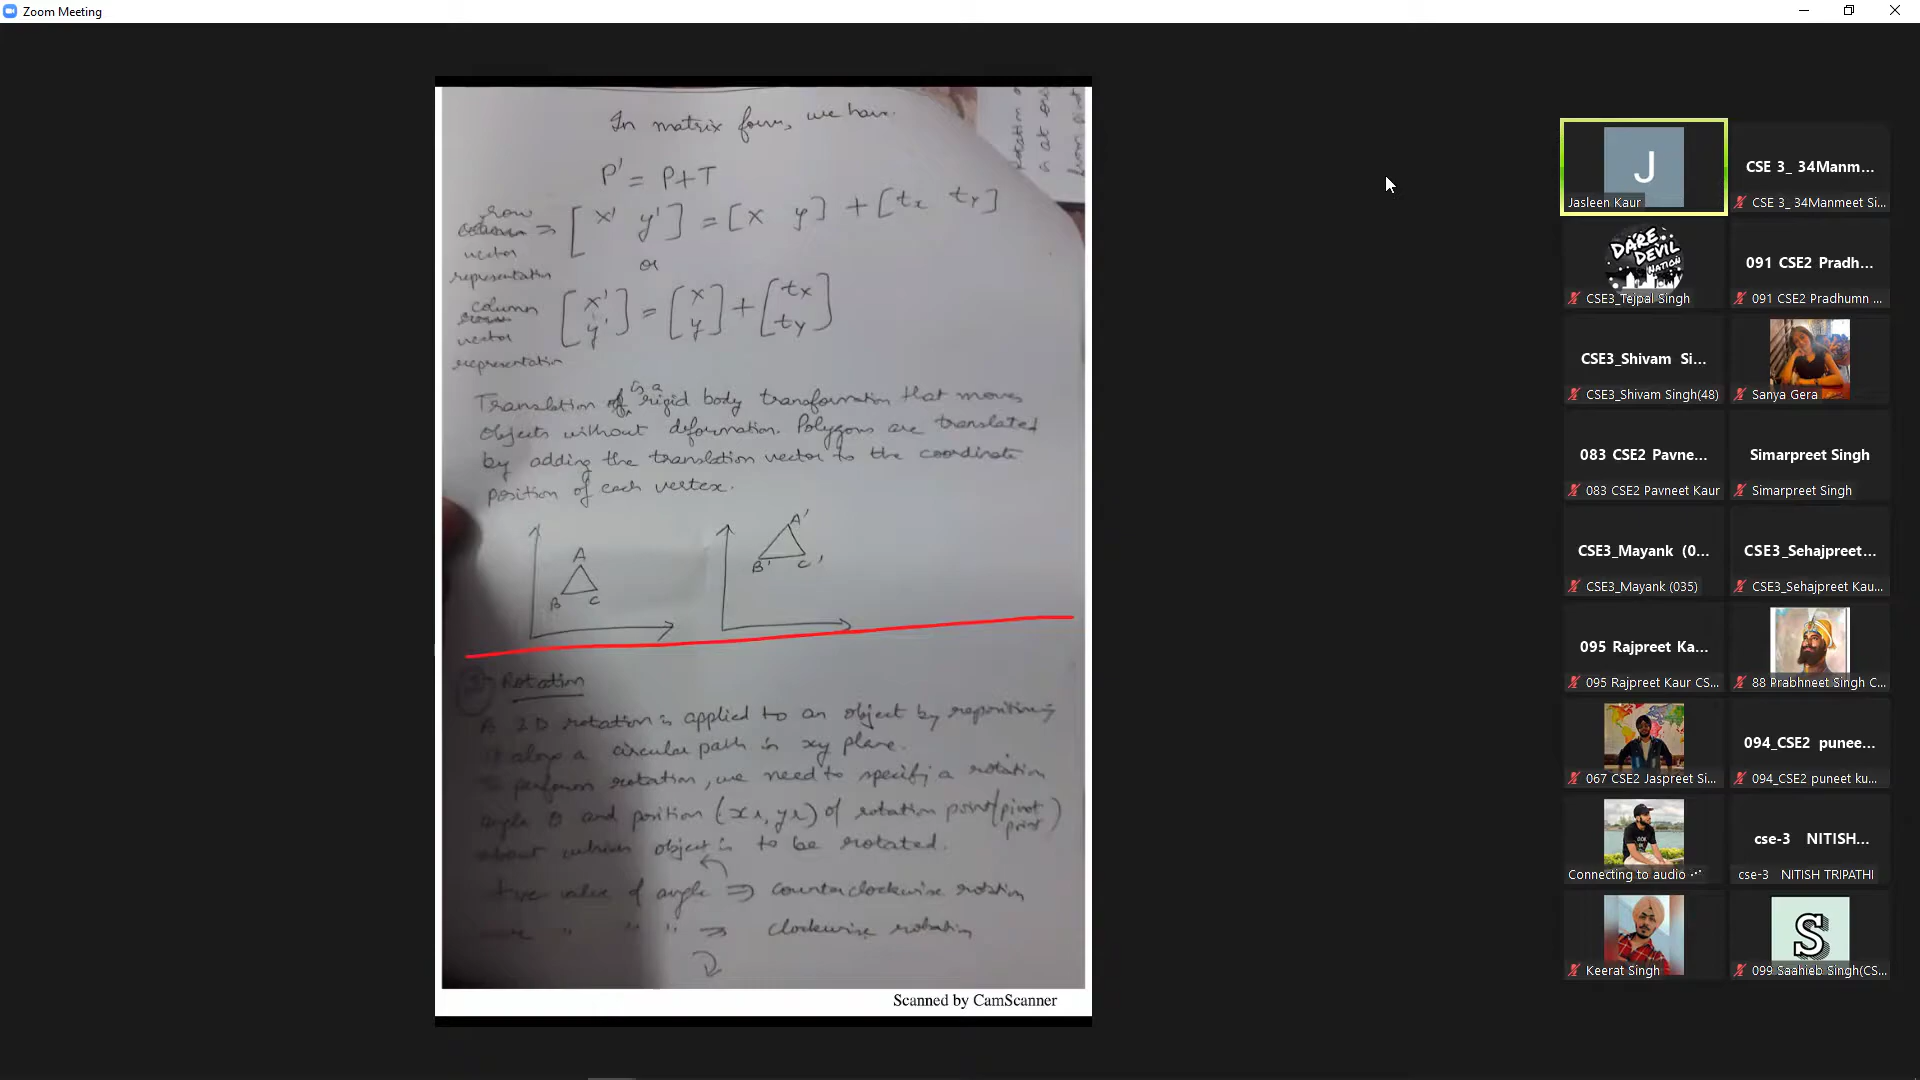 Zoom Meeting
In matrix form, we have.
P' = P+T
row
column ⇒ [x' y'] = [x y] + [tx ty]
vector
representation
or
column
row
vector
representation
[x' y'] = [x y] + [tx ty]
Translation of is a rigid body transformation that moves
objects without deformation. Polygons are translated
by adding the translation vector to the coordinate
position of each vertex.
A
B C
A'
B' C'
Rotation
A 2D rotation is applied to an object by repositing
it along a circular path in xy plane.
To perform rotation, we need to specify a rotation
angle θ and position (xr, yr) of rotation point (pivot
point)
about which object is to be rotated.
+ive value of angle ⇒ counterclockwise rotation
" " " ⇒ clockwise rotation
rotation
Scanned by CamScanner
J
Jasleen Kaur
CSE 3_ 34Manm...
CSE 3_ 34Manmeet Si...
DARE
DEVIL
NATION
CSE3_Tejpal Singh
091 CSE2 Pradh...
091 CSE2 Pradhumn ...
CSE3_Shivam Si...
CSE3_Shivam Singh(48)
Sanya Gera
083 CSE2 Pavne...
083 CSE2 Pavneet Kaur
Simarpreet Singh
Simarpreet Singh
CSE3_Mayank (0...
CSE3_Mayank (035)
CSE3_Sehajpreet...
CSE3_Sehajpreet Kau...
095 Rajpreet Ka...
095 Rajpreet Kaur CS...
88 Prabhneet Singh C...
067 CSE2 Jaspreet Si...
094_CSE2 punee...
094_CSE2 puneet ku...
Connecting to audio ···
cse-3 NITISH...
cse-3 NITISH TRIPATHI
Keerat Singh
S
099 Saahieb Singh(CS...